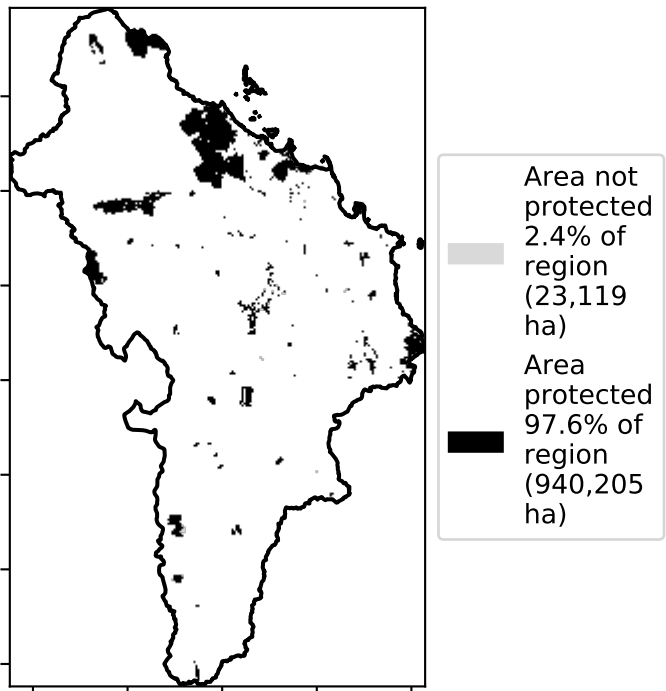 Area not
protected
2.4% of
region
(23,119
ha)
Area
protected
97.6% of
region
(940,205
ha)